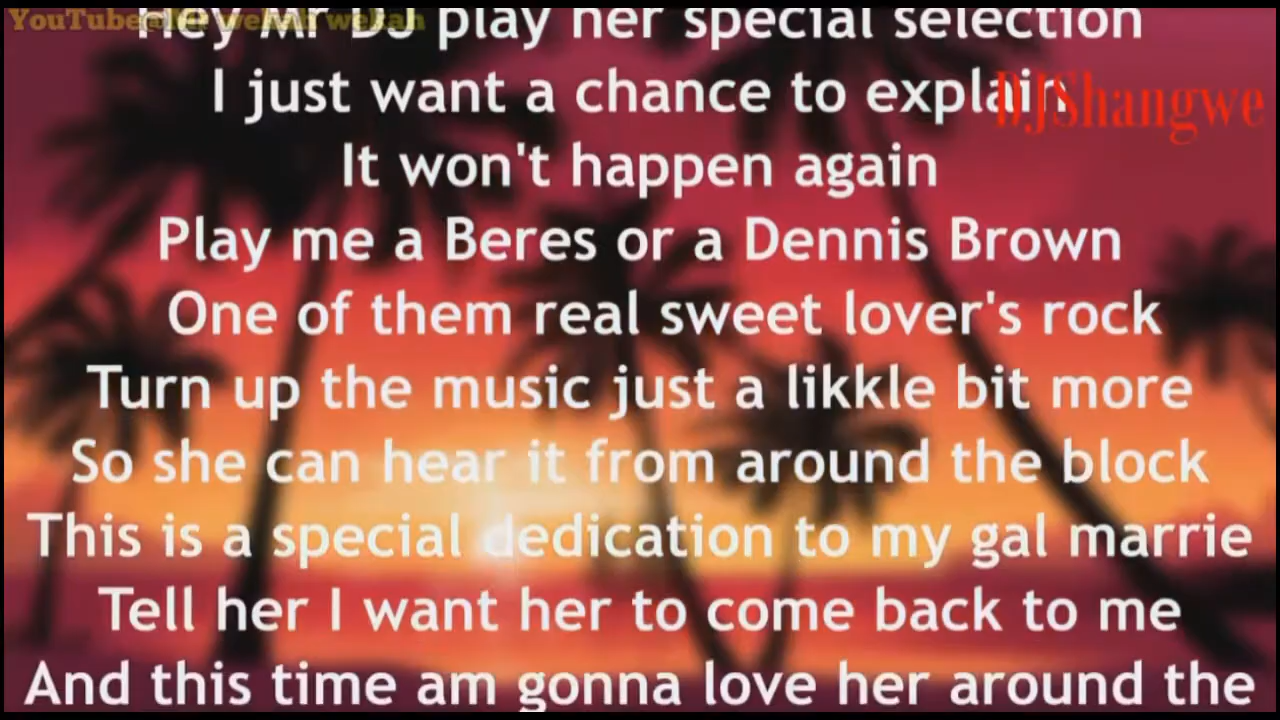 YouTube@Mr wekah wekah
Hey Mr DJ play her special selection
I just want a chance to explain
DJShangwe
It won't happen again
Play me a Beres or a Dennis Brown
One of them real sweet lover's rock
Turn up the music just a likkle bit more
So she can hear it from around the block
This is a special dedication to my gal marrie
Tell her I want her to come back to me
And this time am gonna love her around the